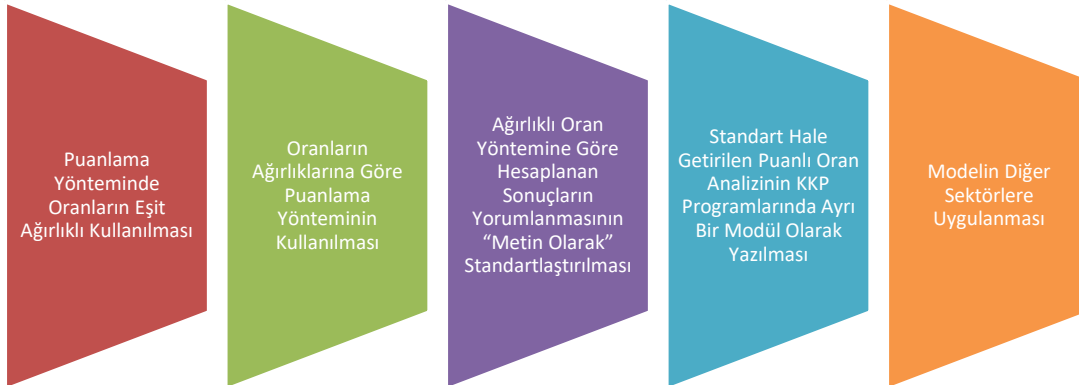 Puanlama
Yönteminde
Oranların Eşit
Ağırlıklı Kullanılması
Oranların
Ağırlıklarına Göre
Puanlama
Yönteminin
Kullanılması
Ağırlıklı Oran
Yöntemine Göre
Hesaplanan
Sonuçların
Yorumlanmasının
“Metin Olarak”
Standartlaştırılması
Standart Hale
Getirilen Puanlı Oran
Analizinin KKP
Programlarında Ayrı
Bir Modül Olarak
Yazılması
Modelin Diğer
Sektörlere
Uygulanması